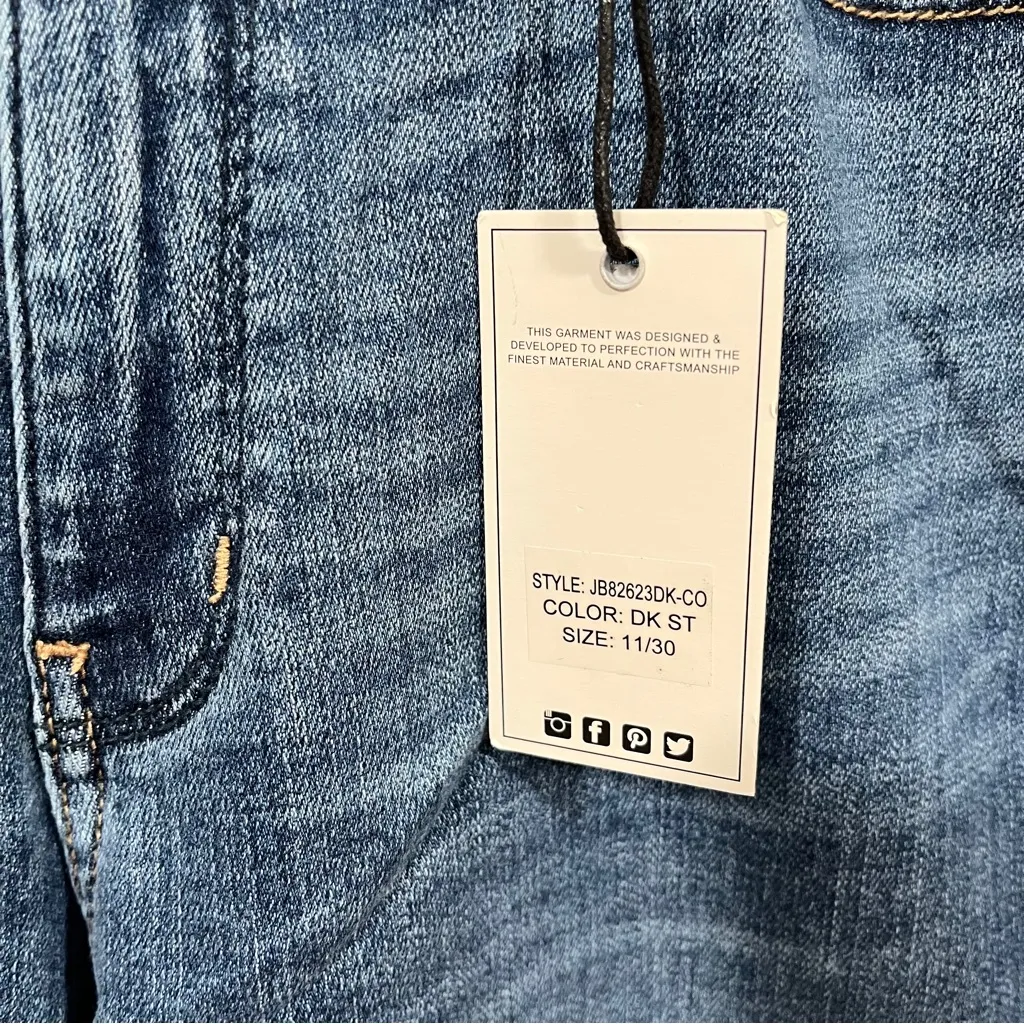 THIS GARMENT WAS DESIGNED &
DEVELOPED TO PERFECTION WITH THE
FINEST MATERIAL AND CRAFTSMANSHIP
STYLE: JB82623DK-CO
COLOR: DK ST
SIZE: 11/30